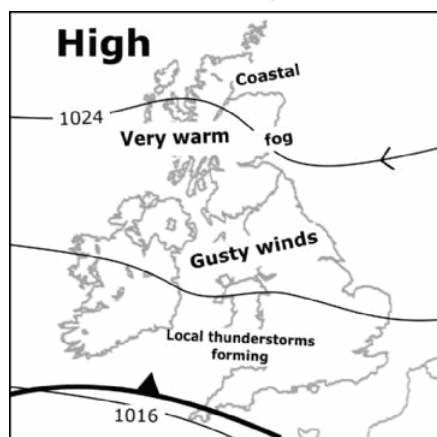 High
Coastal
1024
Very warm
fog
Gusty winds
Local thunderstorms
forming
1016